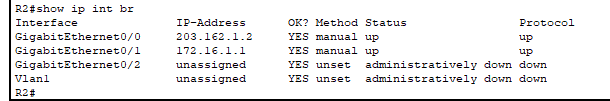 R2#show ip int br
Interface IP-Address OK? Method Status Protocol
GigabitEthernet0/0 203.162.1.2 YES manual up up
GigabitEthernet0/1 172.16.1.1 YES manual up up
GigabitEthernet0/2 unassigned YES unset administratively down down
Vlan1 unassigned YES unset administratively down down
R2#